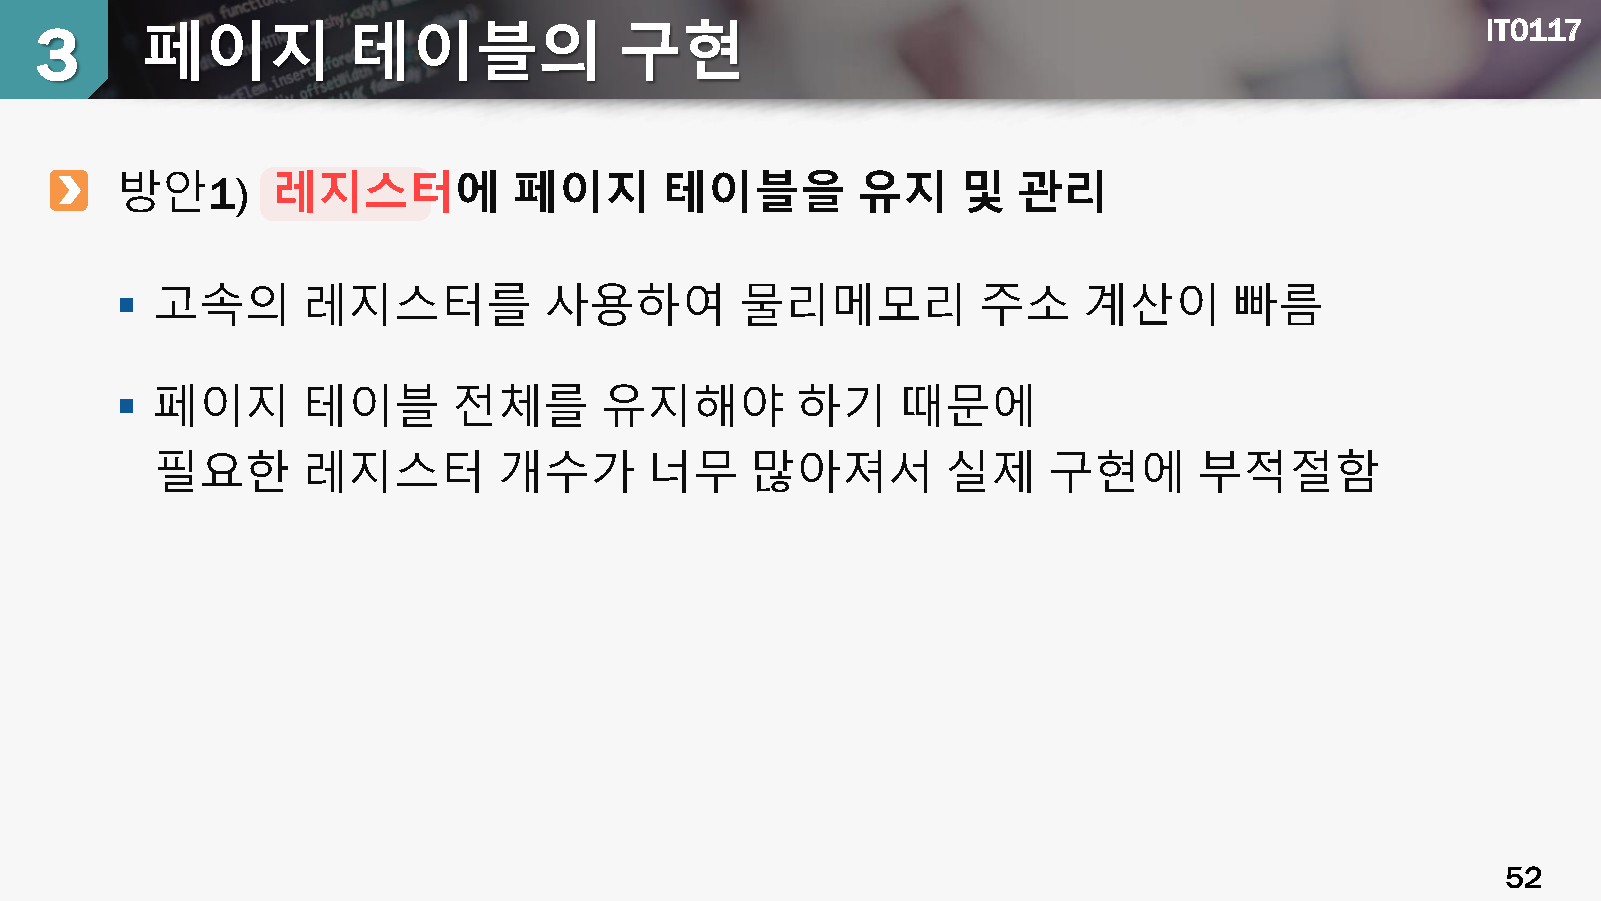 3 페이지 테이블의 구현
IT0117
방안1) 레지스터에 페이지 테이블을 유지 및 관리
고속의 레지스터를 사용하여 물리메모리 주소 계산이 빠름
페이지 테이블 전체를 유지해야 하기 때문에
필요한 레지스터 개수가 너무 많아져서 실제 구현에 부적절함
52